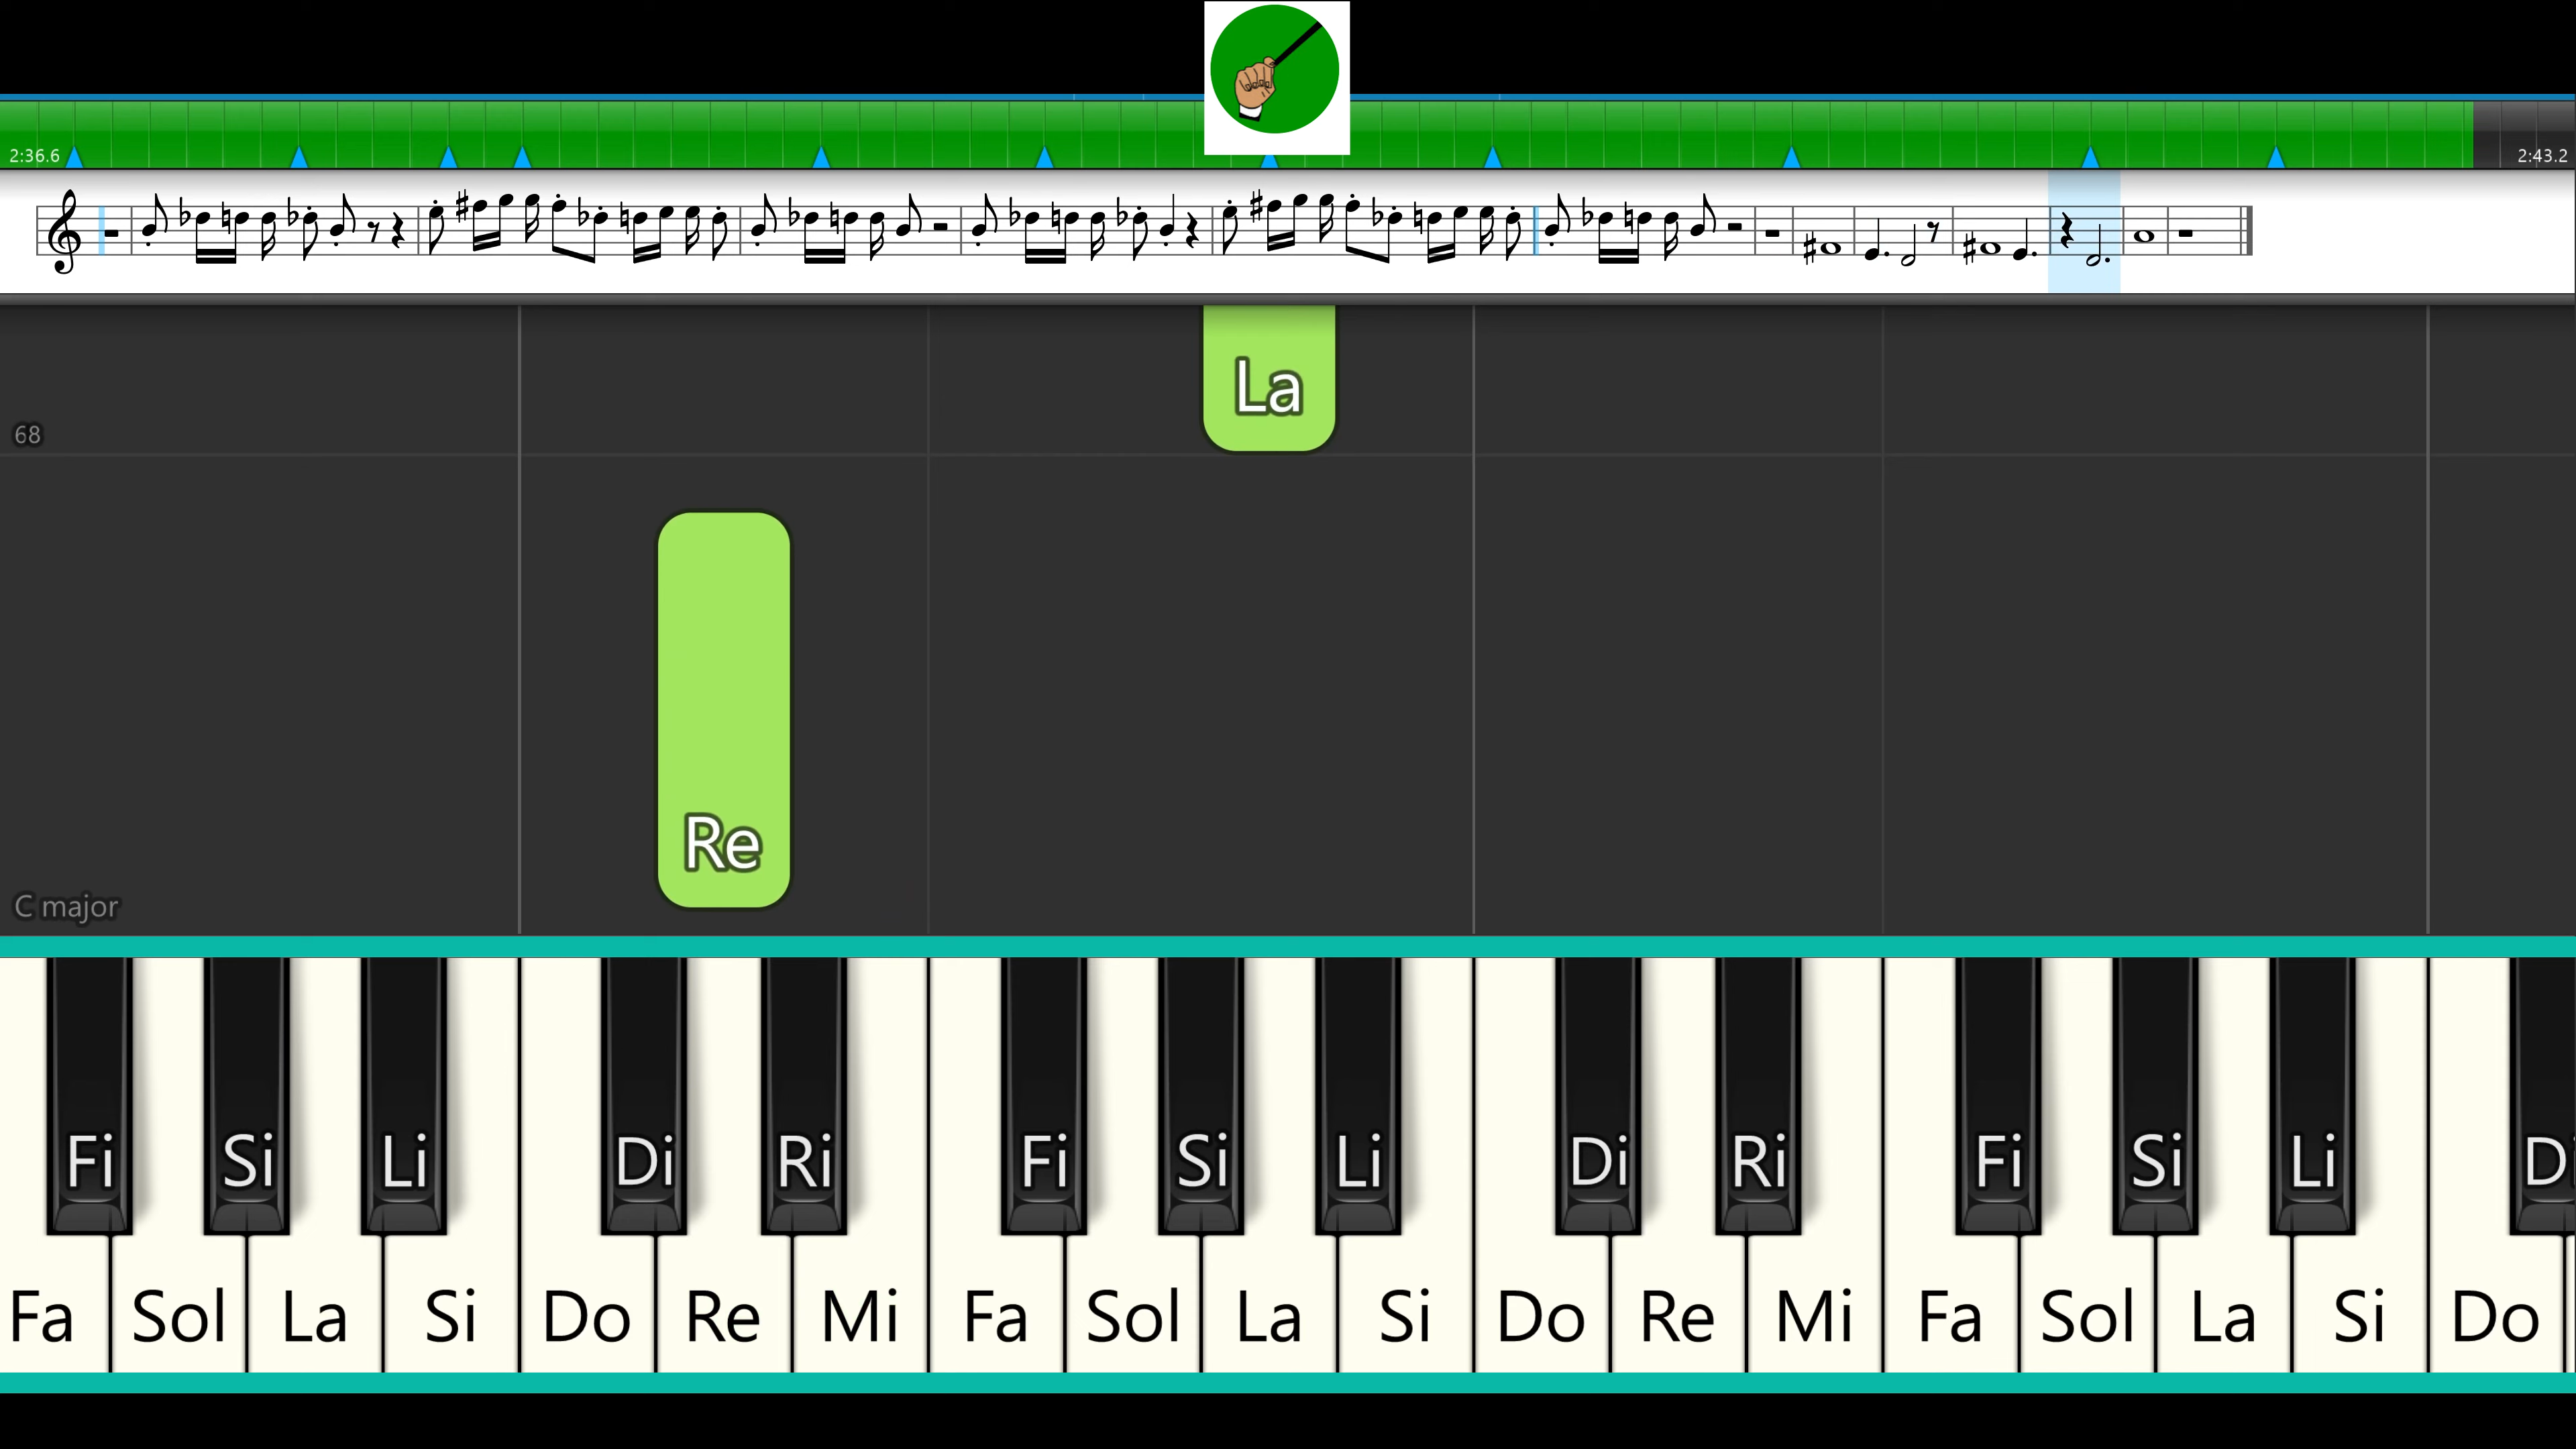 2:36.6 2:43.2
La
68
Re
C major
Fi Si Li Di Ri Fi Si Li Di Ri Fi Si Li Di
Fa Sol La Si Do Re Mi Fa Sol La Si Do Re Mi Fa Sol La Si Do